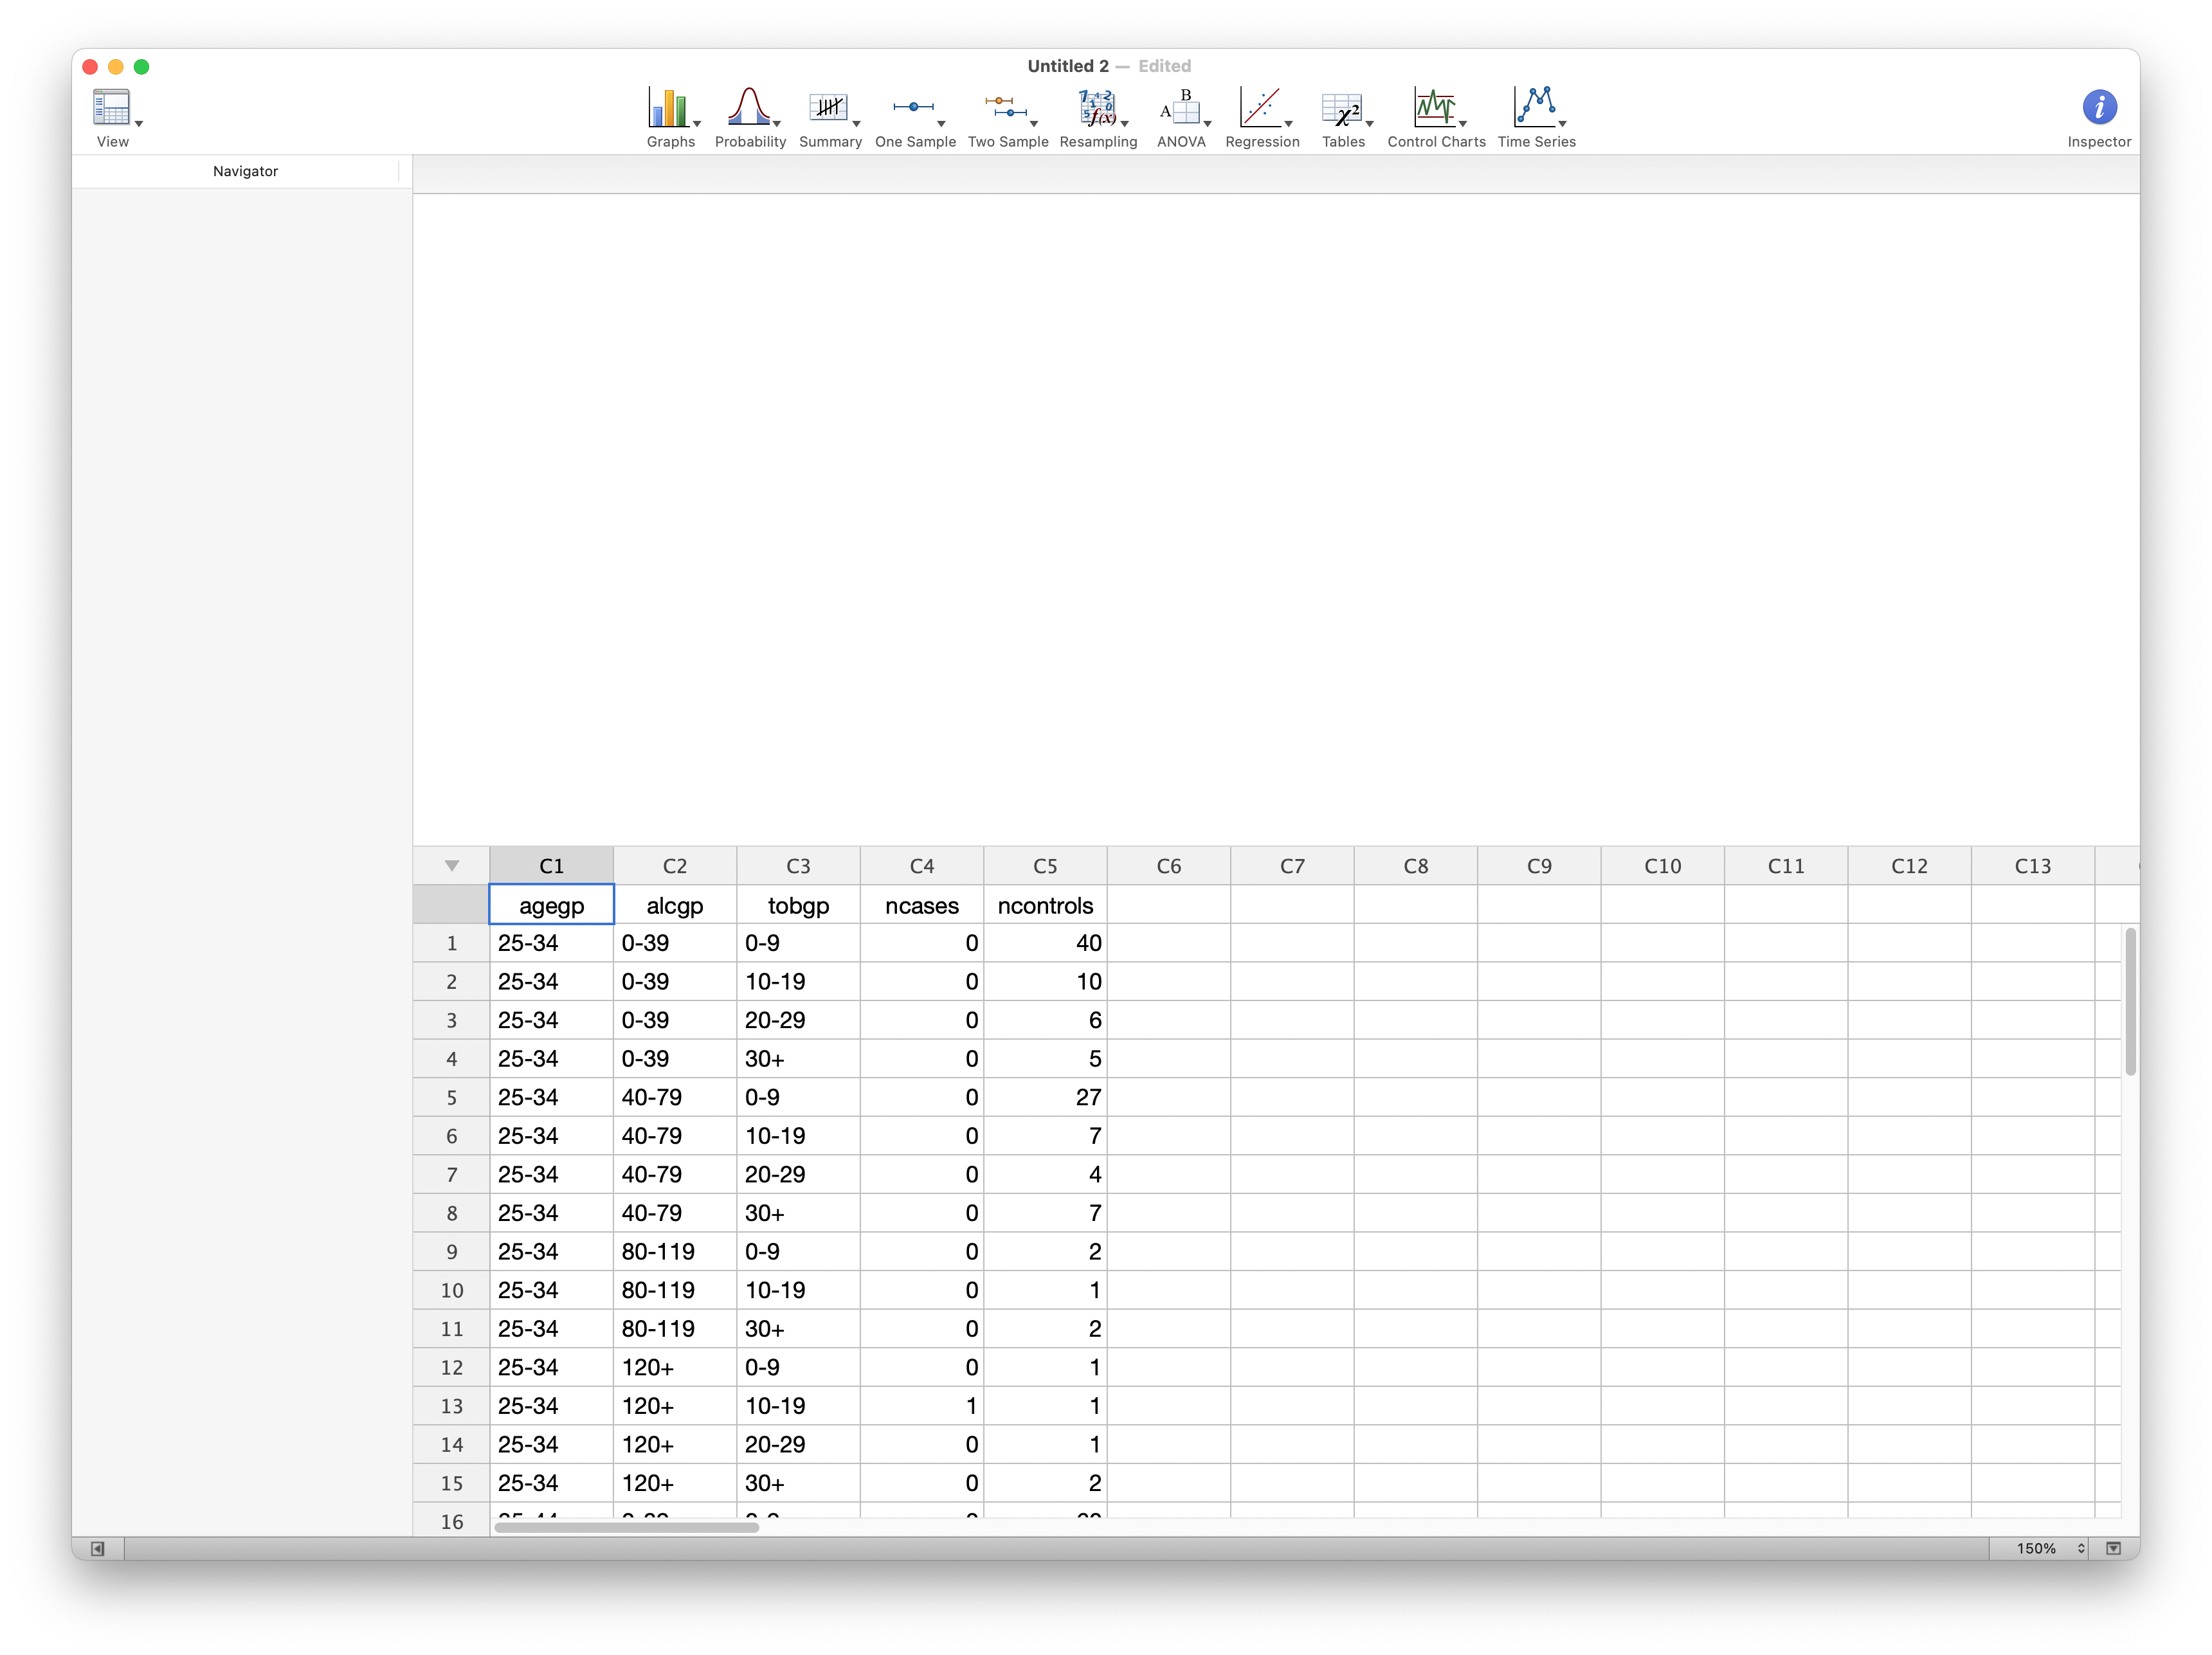 Untitled 2 — Edited
View
Graphs Probability Summary One Sample Two Sample Resampling ANOVA Regression Tables Control Charts Time Series Inspector
Navigator
C1 C2 C3 C4 C5 C6 C7 C8 C9 C10 C11 C12 C13
agegp alcgp tobgp ncases ncontrols
1 25-34 0-39 0-9 0 40
2 25-34 0-39 10-19 0 10
3 25-34 0-39 20-29 0 6
4 25-34 0-39 30+ 0 5
5 25-34 40-79 0-9 0 27
6 25-34 40-79 10-19 0 7
7 25-34 40-79 20-29 0 4
8 25-34 40-79 30+ 0 7
9 25-34 80-119 0-9 0 2
10 25-34 80-119 10-19 0 1
11 25-34 80-119 30+ 0 2
12 25-34 120+ 0-9 0 1
13 25-34 120+ 10-19 1 1
14 25-34 120+ 20-29 0 1
15 25-34 120+ 30+ 0 2
16
150%